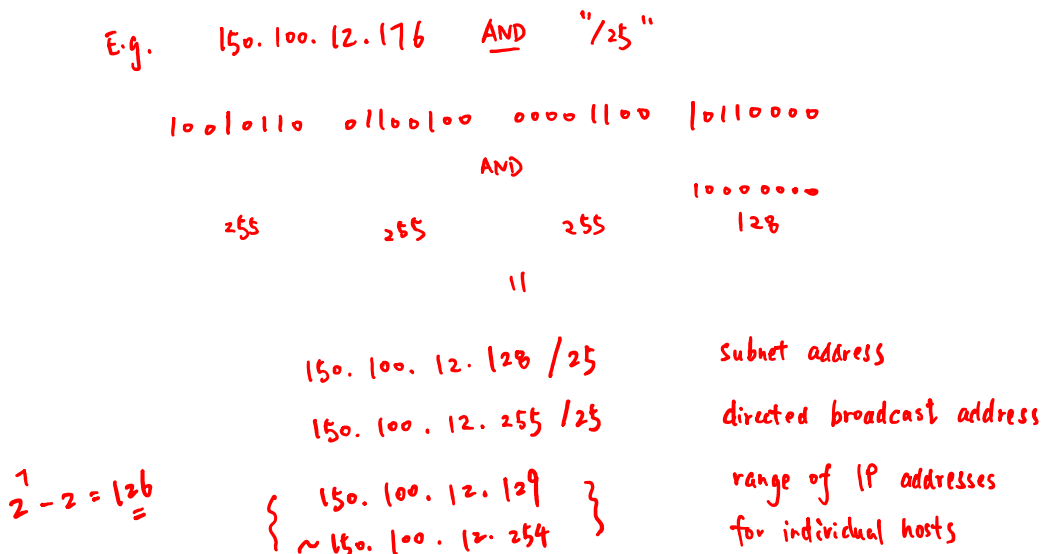 E.g. 150.100.12.176 AND "/25"
10010110 01100100 00001100 10110000
AND
10000000
255 255 255 128
||
150.100.12.128 /25 subnet address
150.100.12.255 /25 directed broadcast address
2^7 - 2 = 126 { 150.100.12.129 } range of IP addresses
~ 150.100.12.254 for individual hosts